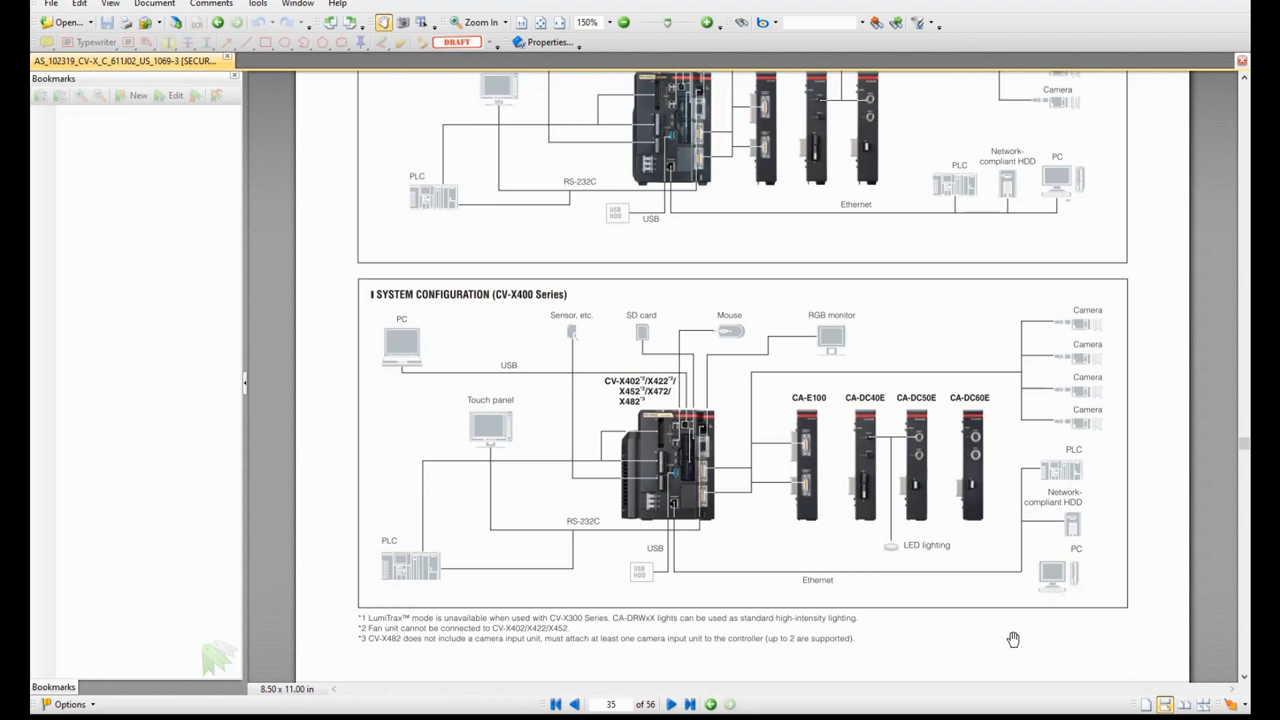 File Edit View Document Comments Tools Window Help
Open... OCR Zoom In 150%
Typewriter DRAFT Properties...
AS_102319_CV-X_C_611J02_US_1069-3 [SECUR...
Bookmarks
New Edit
Camera
PLC
RS-232C
USB HDD
USB
Ethernet
PLC
Network-
compliant HDD
PC
SYSTEM CONFIGURATION (CV-X400 Series)
PC
Sensor, etc.
SD card
Mouse
RGB monitor
Camera
Camera
Camera
Camera
USB
CV-X402*2/X422*2/
X452*2/X472/
X482*3
Touch panel
CA-E100
CA-DC40E
CA-DC50E
CA-DC60E
PLC
Network-
compliant HDD
PC
RS-232C
PLC
USB
USB HDD
LED lighting
Ethernet
*1 LumiTrax™ mode is unavailable when used with CV-X300 Series. CA-DRWxX lights can be used as standard high-intensity lighting.
*2 Fan unit cannot be connected to CV-X402/X422/X452.
*3 CV-X482 does not include a camera input unit, must attach at least one camera input unit to the controller (up to 2 are supported).
Bookmarks
8.50 x 11.00 in
Options
35 of 56